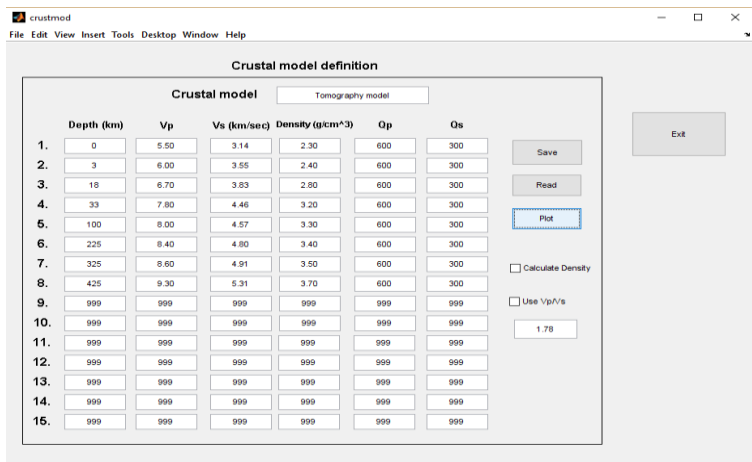 crustmod
File Edit View Insert Tools Desktop Window Help
Crustal model definition
Crustal model Tomography model
Depth (km) Vp Vs (km/sec) Density (g/cm^3) Qp Qs
1. 0 5.50 3.14 2.30 600 300
2. 3 6.00 3.55 2.40 600 300
3. 18 6.70 3.83 2.80 600 300
4. 33 7.80 4.46 3.20 600 300
5. 100 8.00 4.57 3.30 600 300
6. 225 8.40 4.80 3.40 600 300
7. 325 8.60 4.91 3.50 600 300
8. 425 9.30 5.31 3.70 600 300
9. 999 999 999 999 999 999
10. 999 999 999 999 999 999
11. 999 999 999 999 999 999
12. 999 999 999 999 999 999
13. 999 999 999 999 999 999
14. 999 999 999 999 999 999
15. 999 999 999 999 999 999
Save
Read
Plot
Calculate Density
Use Vp/Vs
1.78
Exit